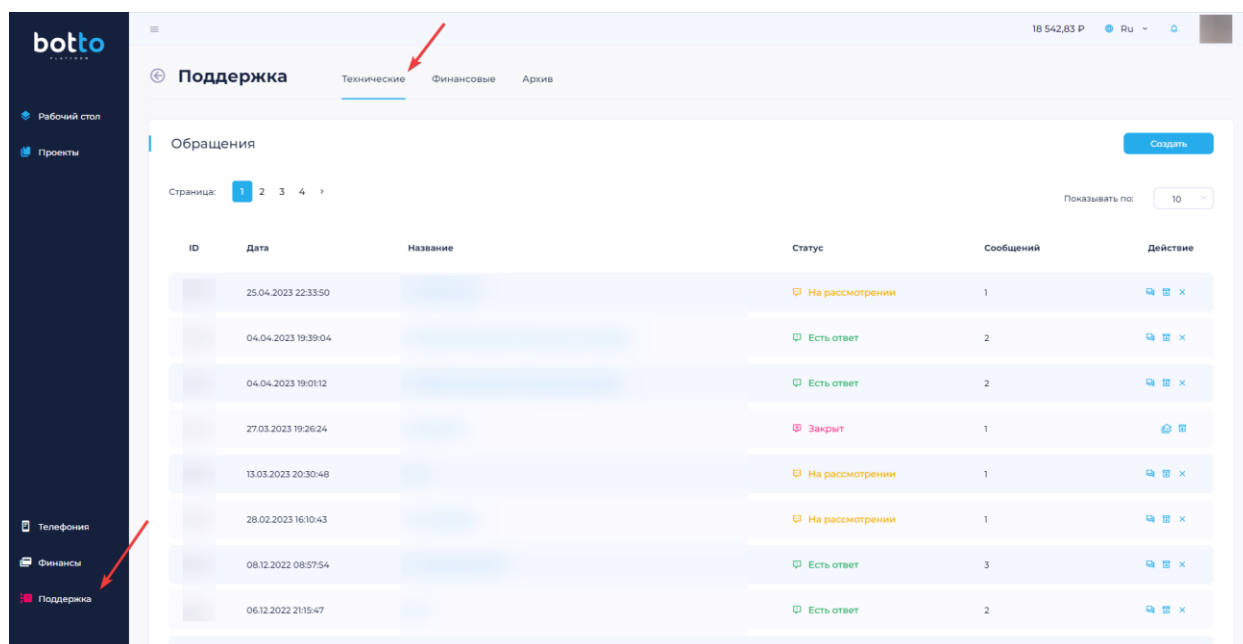 botto
PLATFORM
18 542,83 ₽ Ru
Поддержка Технические Финансовые Архив
Рабочий стол
Проекты
Обращения Создать
Страница: 1 2 3 4 >
Показывать по: 10
ID Дата Название Статус Сообщений Действие
25.04.2023 22:33:50 На рассмотрении 1
04.04.2023 19:39:04 Есть ответ 2
04.04.2023 19:01:12 Есть ответ 2
27.03.2023 19:26:24 Закрыт 1
13.03.2023 20:30:48 На рассмотрении 1
28.02.2023 16:10:43 На рассмотрении 1
08.12.2022 08:57:54 Есть ответ 3
06.12.2022 21:15:47 Есть ответ 2
Телефония
Финансы
Поддержка